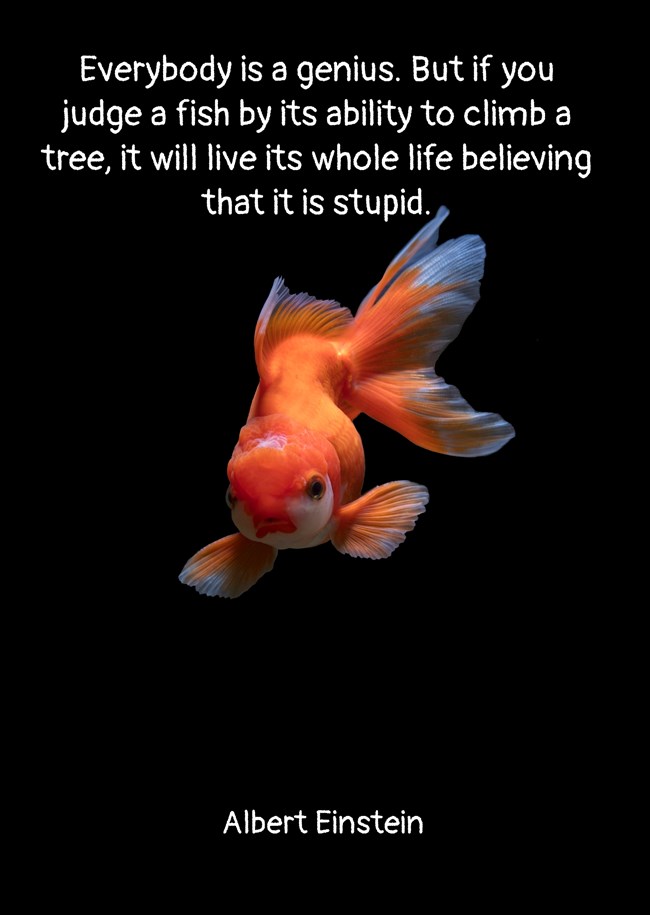 Everybody is a genius. But if you
judge a fish by its ability to climb a
tree, it will live its whole life believing
that it is stupid.
Albert Einstein